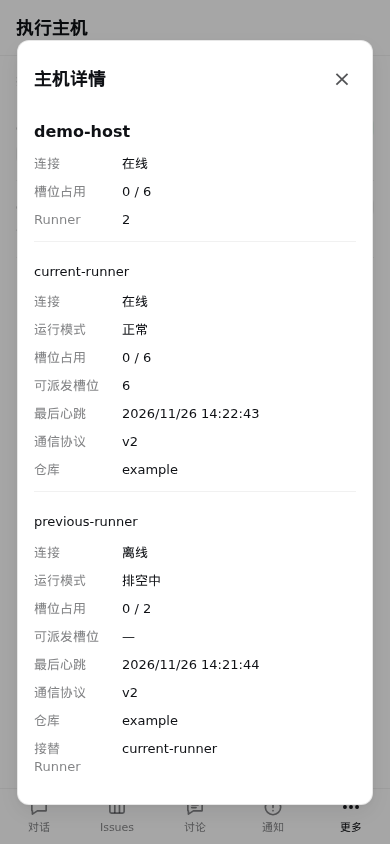 执行主机
主机详情
demo-host
连接 在线
槽位占用 0 / 6
Runner 2
current-runner
连接 在线
运行模式 正常
槽位占用 0 / 6
可派发槽位 6
最后心跳 2026/11/26 14:22:43
通信协议 v2
仓库 example
previous-runner
连接 离线
运行模式 排空中
槽位占用 0 / 2
可派发槽位 —
最后心跳 2026/11/26 14:21:44
通信协议 v2
仓库 example
接替 current-runner
Runner
对话 Issues 讨论 通知 更多